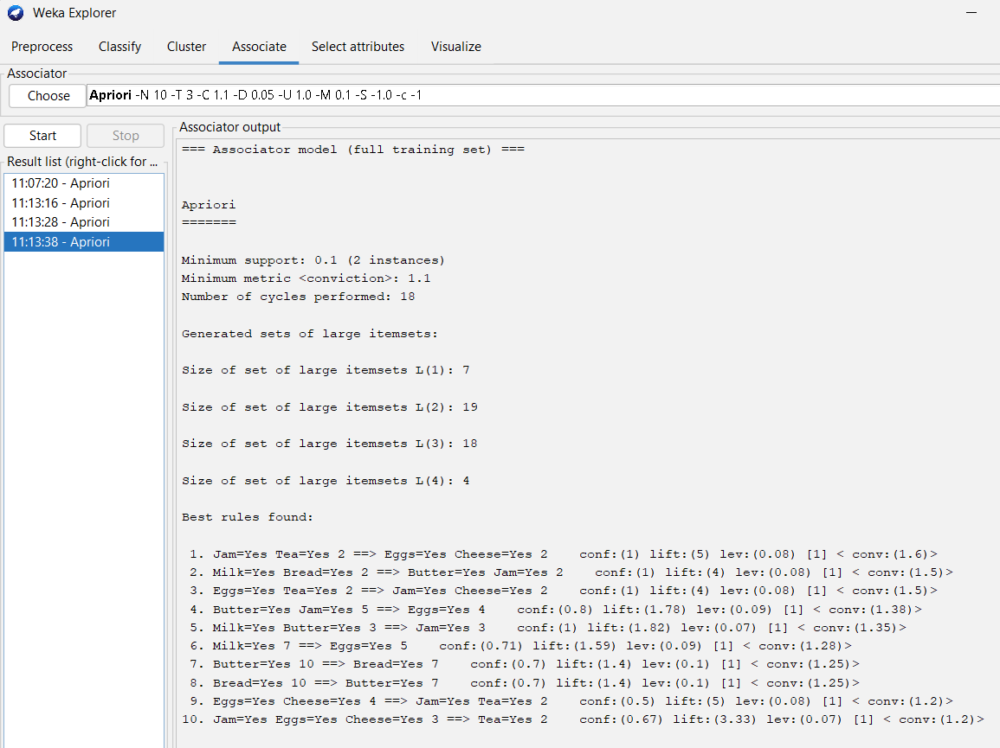 Weka Explorer
Preprocess Classify Cluster Associate Select attributes Visualize
Associator
Choose Apriori -N 10 -T 3 -C 1.1 -D 0.05 -U 1.0 -M 0.1 -S -1.0 -c -1
Start Stop
Result list (right-click for ...
11:07:20 - Apriori
11:13:16 - Apriori
11:13:28 - Apriori
11:13:38 - Apriori
Associator output
=== Associator model (full training set) ===
Apriori
=======
Minimum support: 0.1 (2 instances)
Minimum metric <conviction>: 1.1
Number of cycles performed: 18
Generated sets of large itemsets:
Size of set of large itemsets L(1): 7
Size of set of large itemsets L(2): 19
Size of set of large itemsets L(3): 18
Size of set of large itemsets L(4): 4
Best rules found:
1. Jam=Yes Tea=Yes 2 ==> Eggs=Yes Cheese=Yes 2 conf:(1) lift:(5) lev:(0.08) [1] < conv:(1.6)>
2. Milk=Yes Bread=Yes 2 ==> Butter=Yes Jam=Yes 2 conf:(1) lift:(4) lev:(0.08) [1] < conv:(1.5)>
3. Eggs=Yes Tea=Yes 2 ==> Jam=Yes Cheese=Yes 2 conf:(1) lift:(4) lev:(0.08) [1] < conv:(1.5)>
4. Butter=Yes Jam=Yes 5 ==> Eggs=Yes 4 conf:(0.8) lift:(1.78) lev:(0.09) [1] < conv:(1.38)>
5. Milk=Yes Butter=Yes 3 ==> Jam=Yes 3 conf:(1) lift:(1.82) lev:(0.07) [1] < conv:(1.35)>
6. Milk=Yes 7 ==> Eggs=Yes 5 conf:(0.71) lift:(1.59) lev:(0.09) [1] < conv:(1.28)>
7. Butter=Yes 10 ==> Bread=Yes 7 conf:(0.7) lift:(1.4) lev:(0.1) [1] < conv:(1.25)>
8. Bread=Yes 10 ==> Butter=Yes 7 conf:(0.7) lift:(1.4) lev:(0.1) [1] < conv:(1.25)>
9. Eggs=Yes Cheese=Yes 4 ==> Jam=Yes Tea=Yes 2 conf:(0.5) lift:(5) lev:(0.08) [1] < conv:(1.2)>
10. Jam=Yes Eggs=Yes Cheese=Yes 3 ==> Tea=Yes 2 conf:(0.67) lift:(3.33) lev:(0.07) [1] < conv:(1.2)>